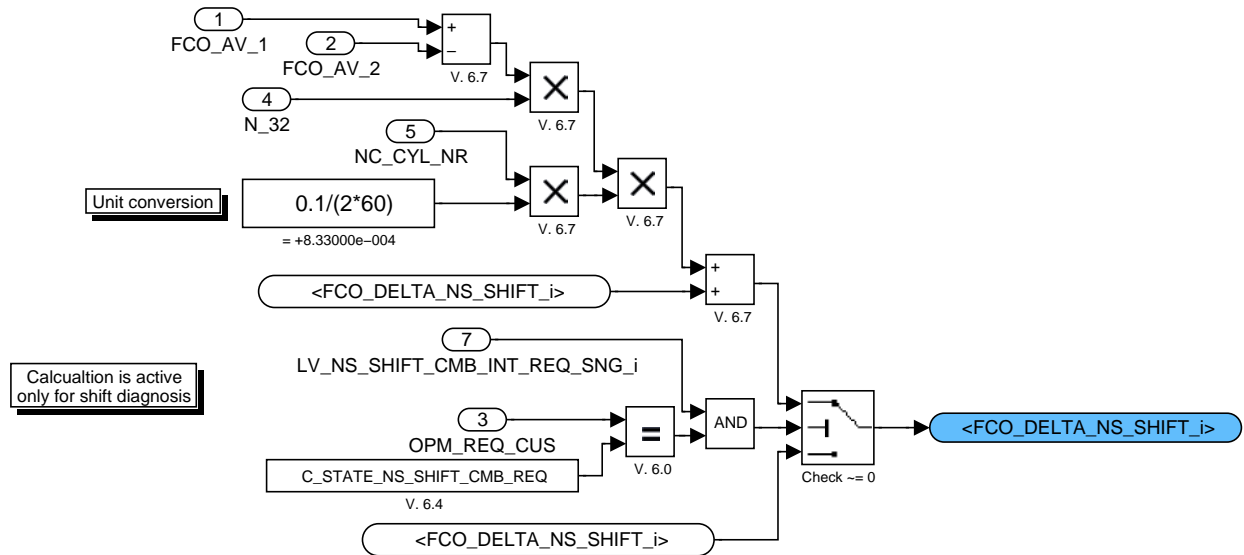 1
FCO_AV_1
2
FCO_AV_2
+
−
V. 6.7
4
N_32
V. 6.7
5
NC_CYL_NR
Unit conversion
0.1/(2*60)
= +8.33000e−004
V. 6.7
V. 6.7
<FCO_DELTA_NS_SHIFT_i>
+
+
V. 6.7
7
LV_NS_SHIFT_CMB_INT_REQ_SNG_i
Calcualtion is active
only for shift diagnosis
3
OPM_REQ_CUS
=
V. 6.0
AND
C_STATE_NS_SHIFT_CMB_REQ
V. 6.4
Check ~= 0
<FCO_DELTA_NS_SHIFT_i>
<FCO_DELTA_NS_SHIFT_i>